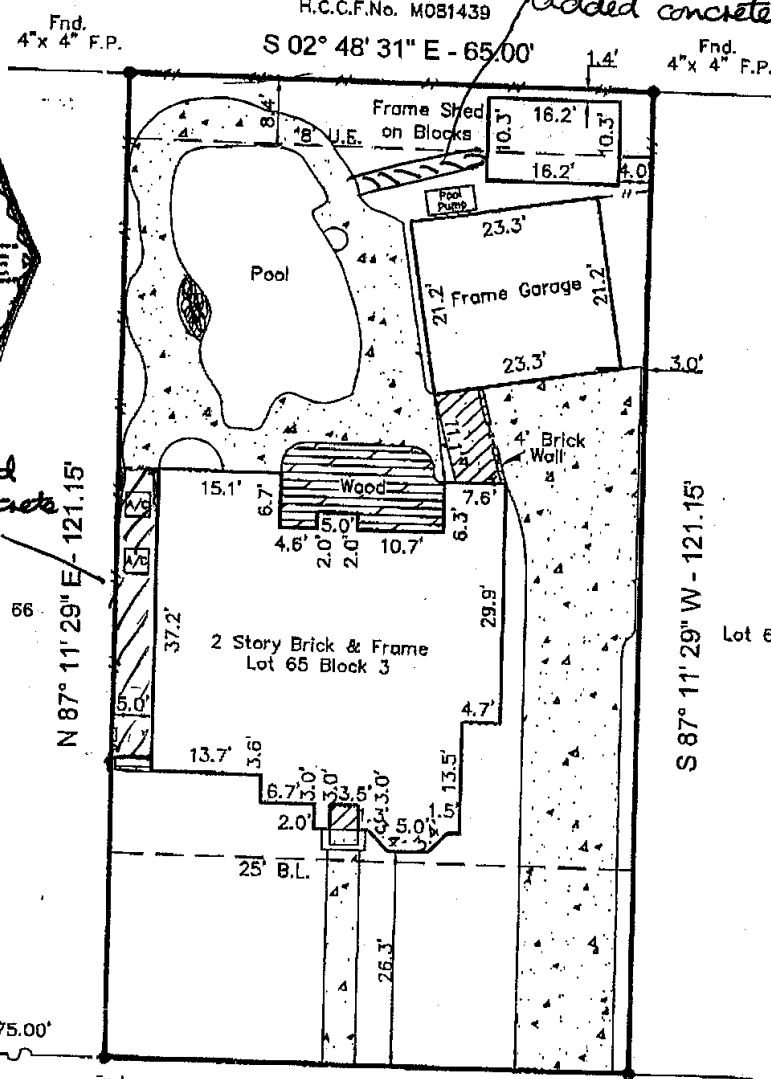 H.C.C.F.No. M081439
added concrete
Fnd.
4"x 4" F.P.
S 02° 48' 31" E - 65.00'
Fnd.
4"x 4" F.P.
1.4'
8.4'
8' U.E.
Frame Shed
on Blocks
10.3'
16.2'
10.3'
16.2'
4.0'
Pool
Pump
23.3'
Pool
21.2'
Frame Garage
21.2'
23.3'
3.0'
11.1'
4' Brick
Wall
15.1'
6.7'
Wood
7.6'
A/C
5.0'
6.3'
4.6'
2.0'
2.0'
10.7'
A/C
N 87° 11' 29" E - 121.15'
S 87° 11' 29" W - 121.15'
66
37.2'
29.9'
2 Story Brick & Frame
Lot 65 Block 3
Lot 6
5.0'
4.7'
13.7'
3.6'
13.5'
6.7'
3.0'
3.0'
3.5'
3.0'
1.5'
2.0'
5.0'
25' B.L.
26.3'
75.00'